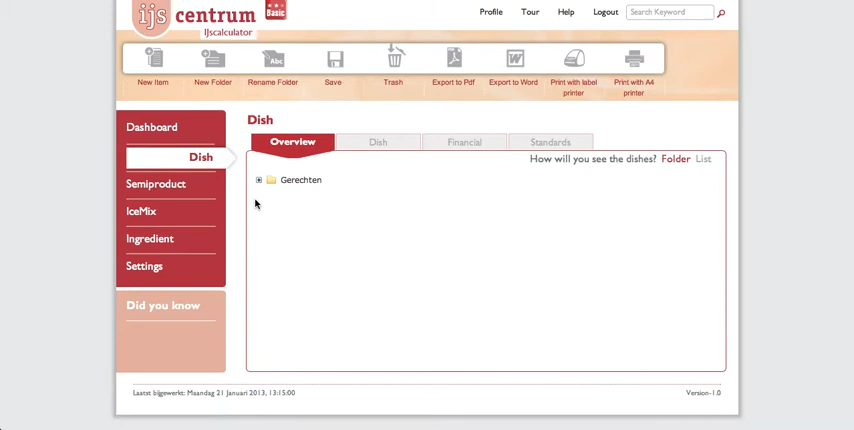 ijs centrum
Basic
IJscalculator
Profile Tour Help Logout Search Keyword
New Item New Folder Rename Folder Save Trash Export to Pdf Export to Word Print with label printer Print with A4 printer
Abc
Dashboard
Dish
Semiproduct
IceMix
Ingredient
Settings
Did you know
Dish
Overview Dish Financial Standards
How will you see the dishes? Folder List
Gerechten
Laatst bijgewerkt: Maandag 21 Januari 2013, 13:15:00
Version-1.0